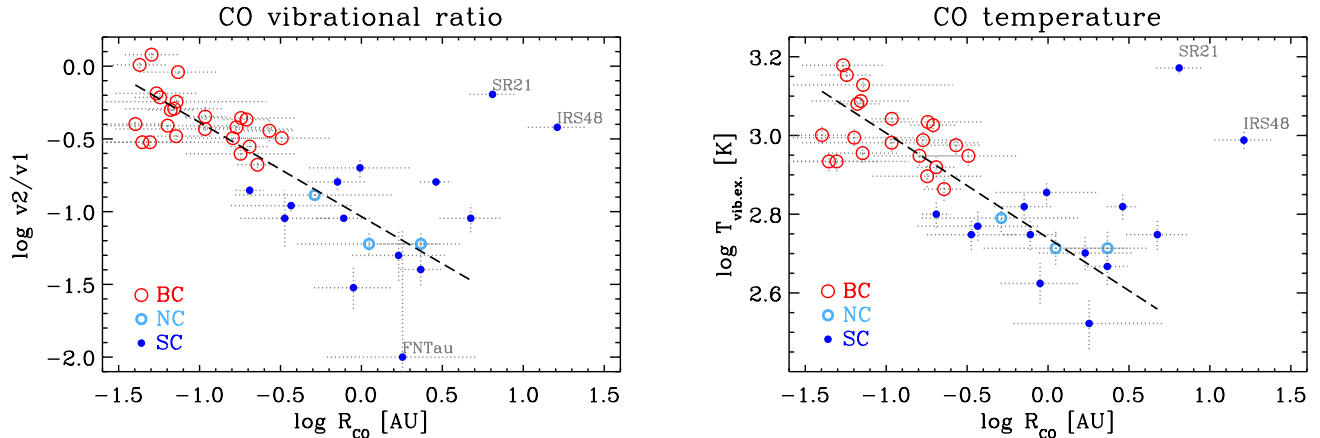 CO vibrational ratio
0.0
-0.5
-1.0
-1.5
-2.0
log v2/v1
SR21
IRS48
BC
NC
SC
FNTau
-1.5 -1.0 -0.5 0.0 0.5 1.0 1.5
log R_CO [AU]
CO temperature
3.2
3.0
2.8
2.6
log T_vib.ex. [K]
SR21
IRS48
BC
NC
SC
-1.5 -1.0 -0.5 0.0 0.5 1.0 1.5
log R_CO [AU]